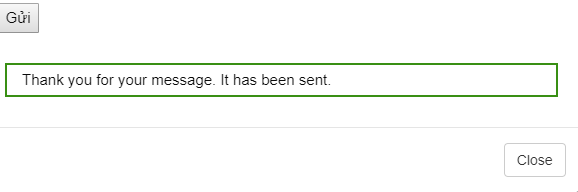 Gửi
Thank you for your message. It has been sent.
Close